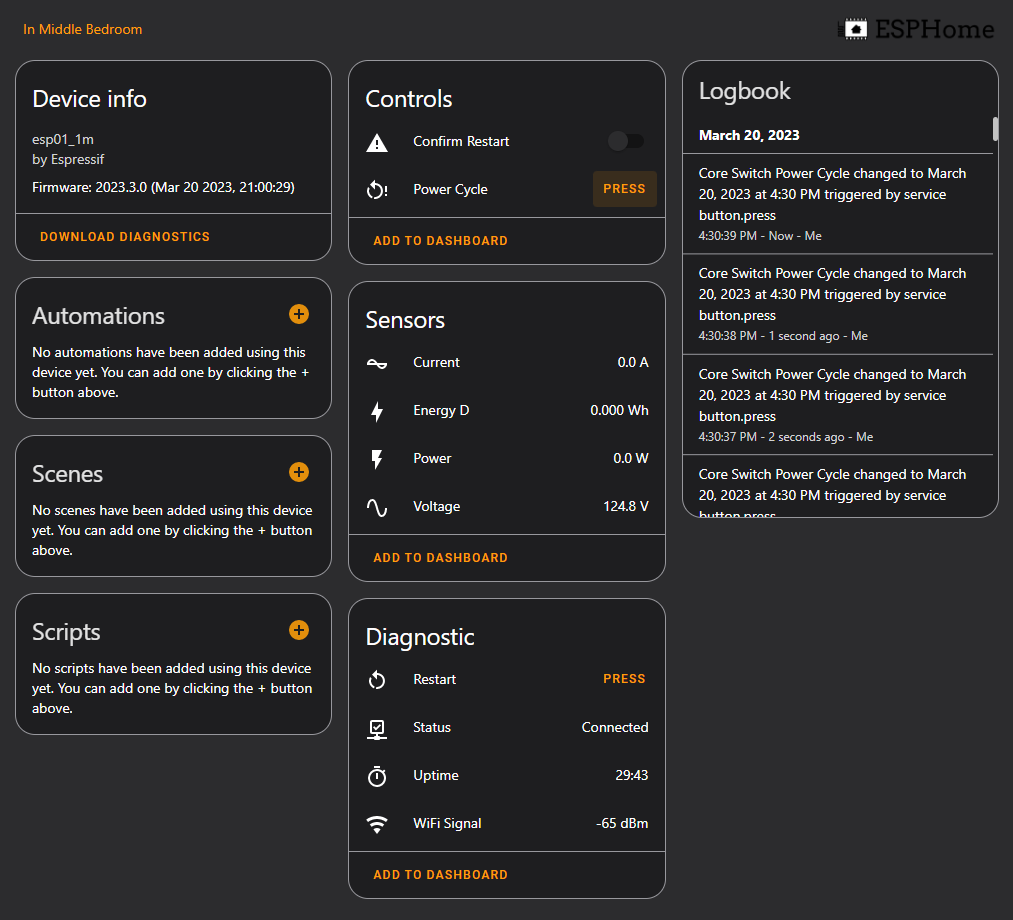 In Middle Bedroom
ESPHome
Device info
esp01_1m
by Espressif
Firmware: 2023.3.0 (Mar 20 2023, 21:00:29)
DOWNLOAD DIAGNOSTICS
Automations
No automations have been added using this
device yet. You can add one by clicking the +
button above.
Scenes
No scenes have been added using this device
yet. You can add one by clicking the + button
above.
Scripts
No scripts have been added using this device
yet. You can add one by clicking the + button
above.
Controls
Confirm Restart
Power Cycle PRESS
ADD TO DASHBOARD
Sensors
Current 0.0 A
Energy D 0.000 Wh
Power 0.0 W
Voltage 124.8 V
ADD TO DASHBOARD
Diagnostic
Restart PRESS
Status Connected
Uptime 29:43
WiFi Signal -65 dBm
ADD TO DASHBOARD
Logbook
March 20, 2023
Core Switch Power Cycle changed to March
20, 2023 at 4:30 PM triggered by service
button.press
4:30:39 PM - Now - Me
Core Switch Power Cycle changed to March
20, 2023 at 4:30 PM triggered by service
button.press
4:30:38 PM - 1 second ago - Me
Core Switch Power Cycle changed to March
20, 2023 at 4:30 PM triggered by service
button.press
4:30:37 PM - 2 seconds ago - Me
Core Switch Power Cycle changed to March
20, 2023 at 4:30 PM triggered by service
button.press